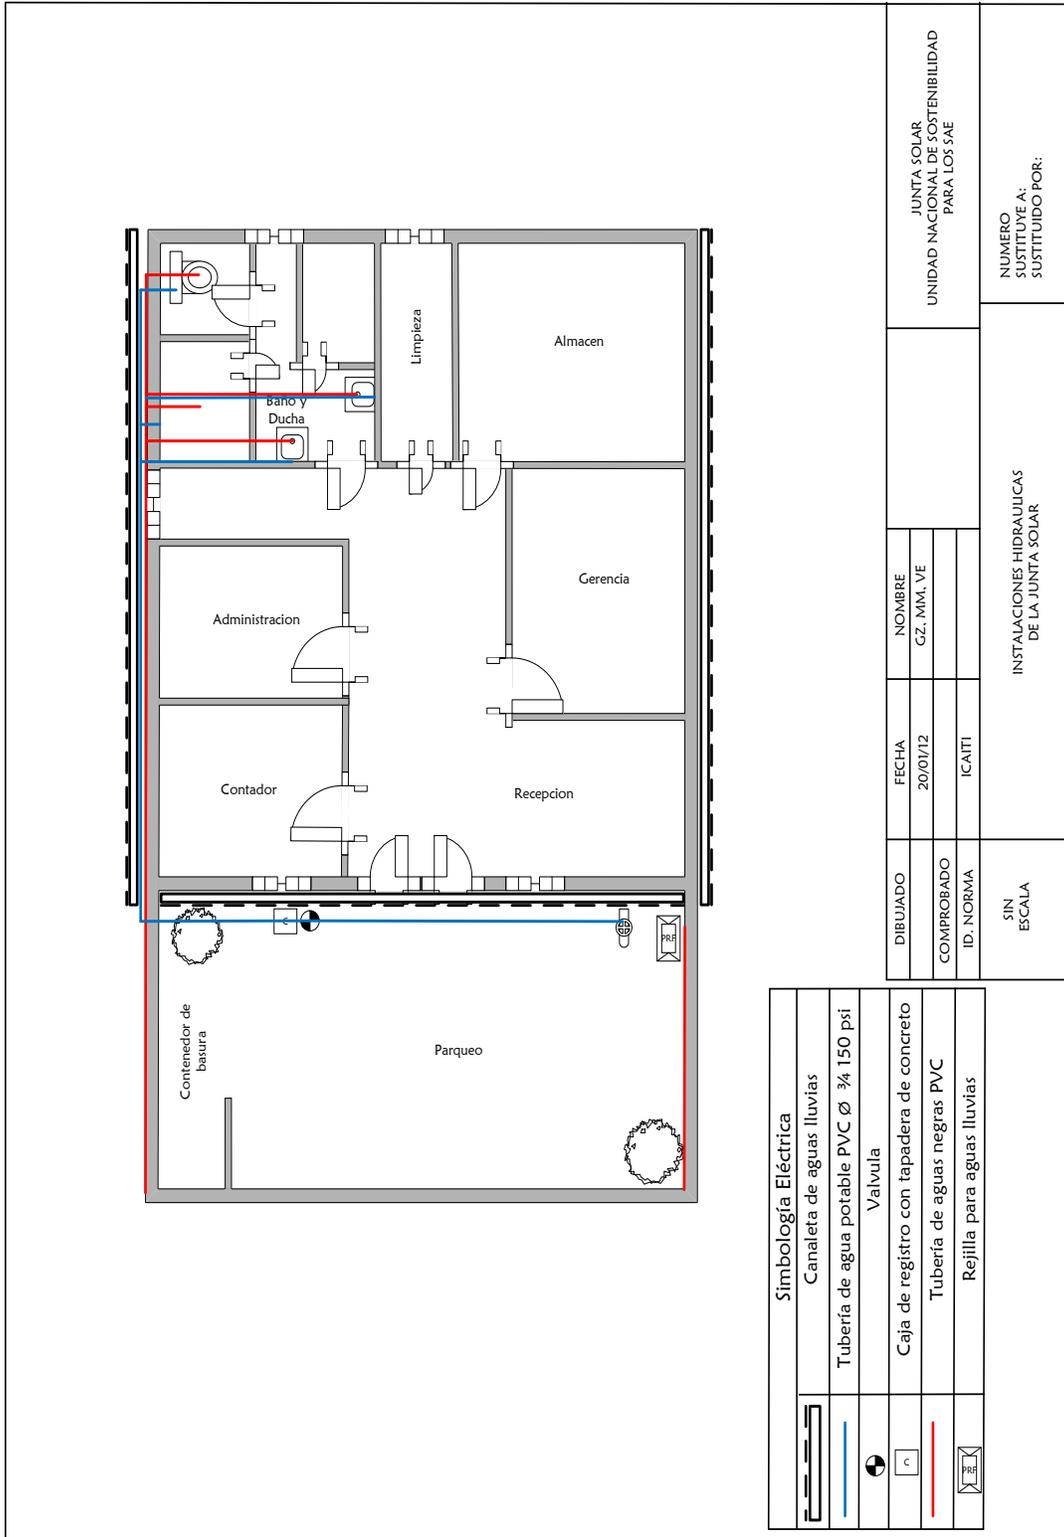 Limpieza
Almacen
Baño y
Ducha
Gerencia
Administracion
Contador
Recepcion
C
PRF
Contenedor de
basura
Parqueo
JUNTA SOLAR
UNIDAD NACIONAL DE SOSTENIBILIDAD
PARA LOS SAE
NUMERO
SUSTITUYE A:
SUSTITUIDO POR:
INSTALACIONES HIDRAULICAS
DE LA JUNTA SOLAR
FECHA
NOMBRE
DIBUJADO
20/01/12
GZ, MM, VE
COMPROBADO
ID. NORMA
ICAITI
SIN
ESCALA
Simbología Eléctrica
Canaleta de aguas lluvias
Tubería de agua potable PVC Ø ¾ 150 psi
Valvula
C
Caja de registro con tapadera de concreto
Tubería de aguas negras PVC
PRF
Rejilla para aguas lluvias